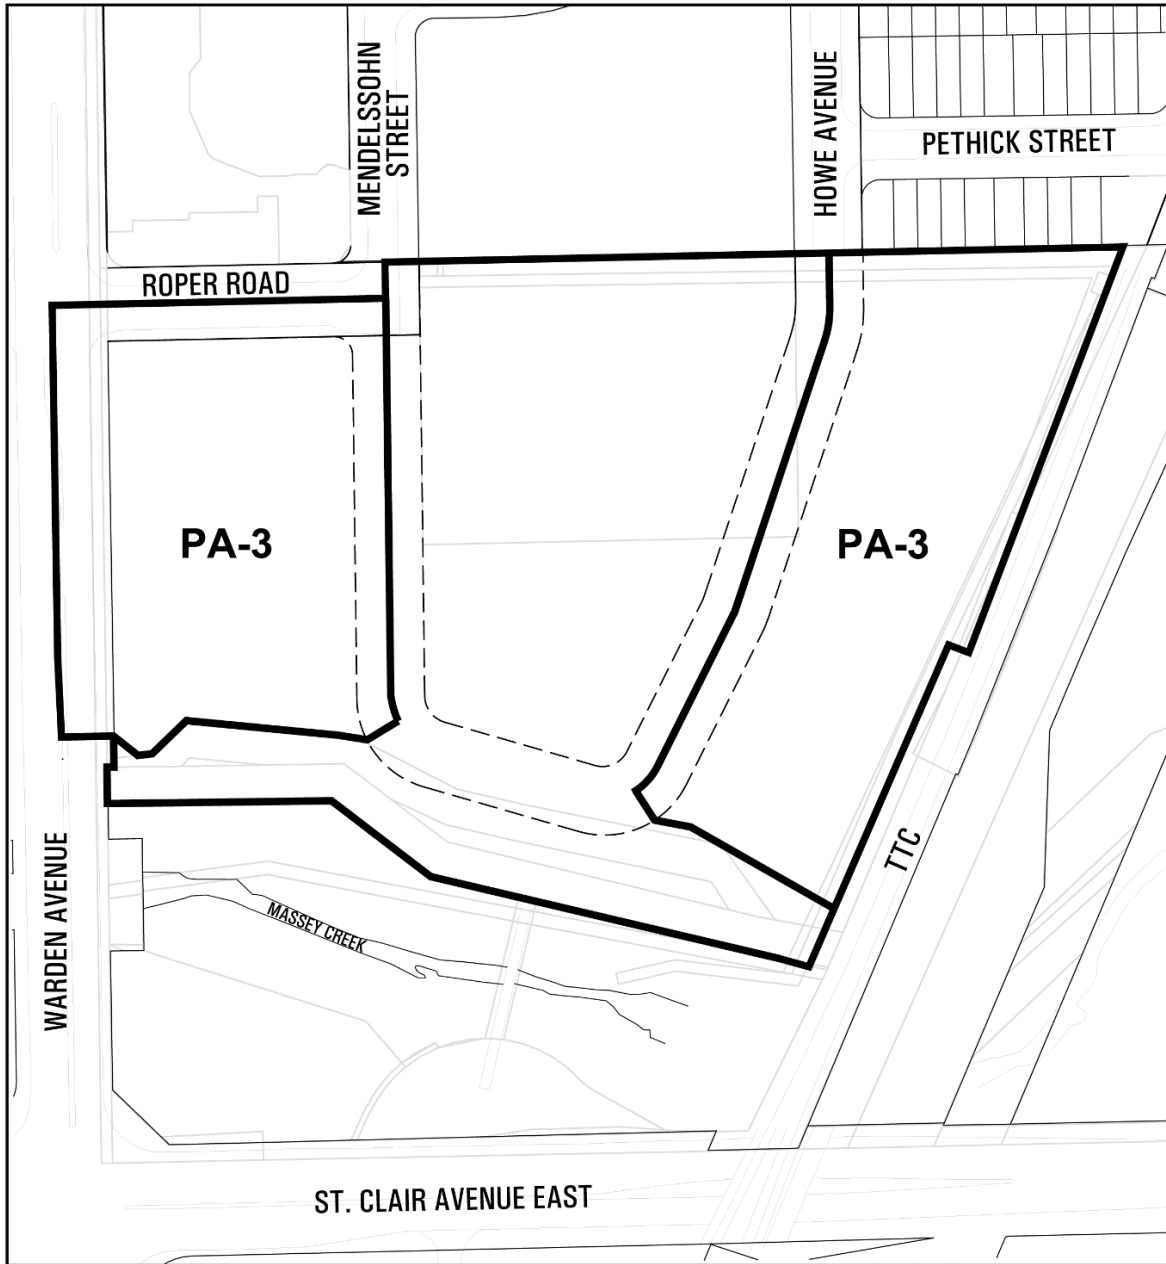 MENDELSSOHN
STREET
HOWE AVENUE
PETHICK STREET
ROPER ROAD
PA-3
PA-3
WARDEN AVENUE
TTC
MASSEY CREEK
ST. CLAIR AVENUE EAST